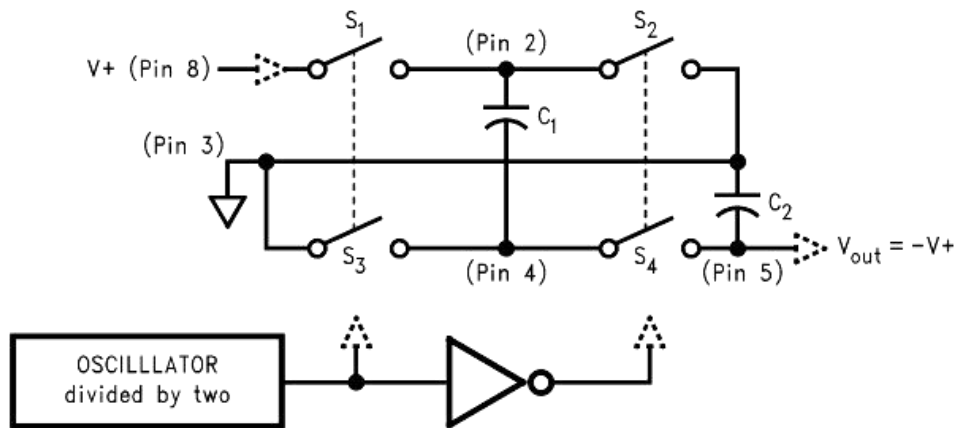 S1
S2
V+ (Pin 8)
(Pin 2)
C1
(Pin 3)
C2
S3
(Pin 4)
S4
(Pin 5)
Vout = -V+
OSCILLLATOR
divided by two